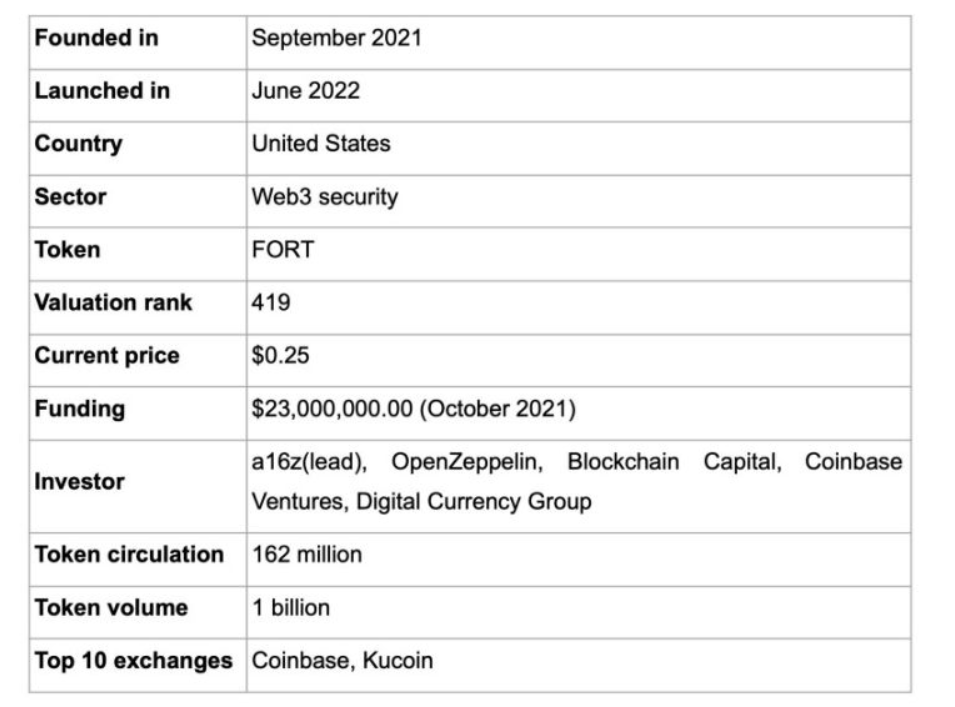 Founded in September 2021
Launched in June 2022
Country United States
Sector Web3 security
Token FORT
Valuation rank 419
Current price $0.25
Funding $23,000,000.00 (October 2021)
Investor a16z(lead), OpenZeppelin, Blockchain Capital, Coinbase
Ventures, Digital Currency Group
Token circulation 162 million
Token volume 1 billion
Top 10 exchanges Coinbase, Kucoin